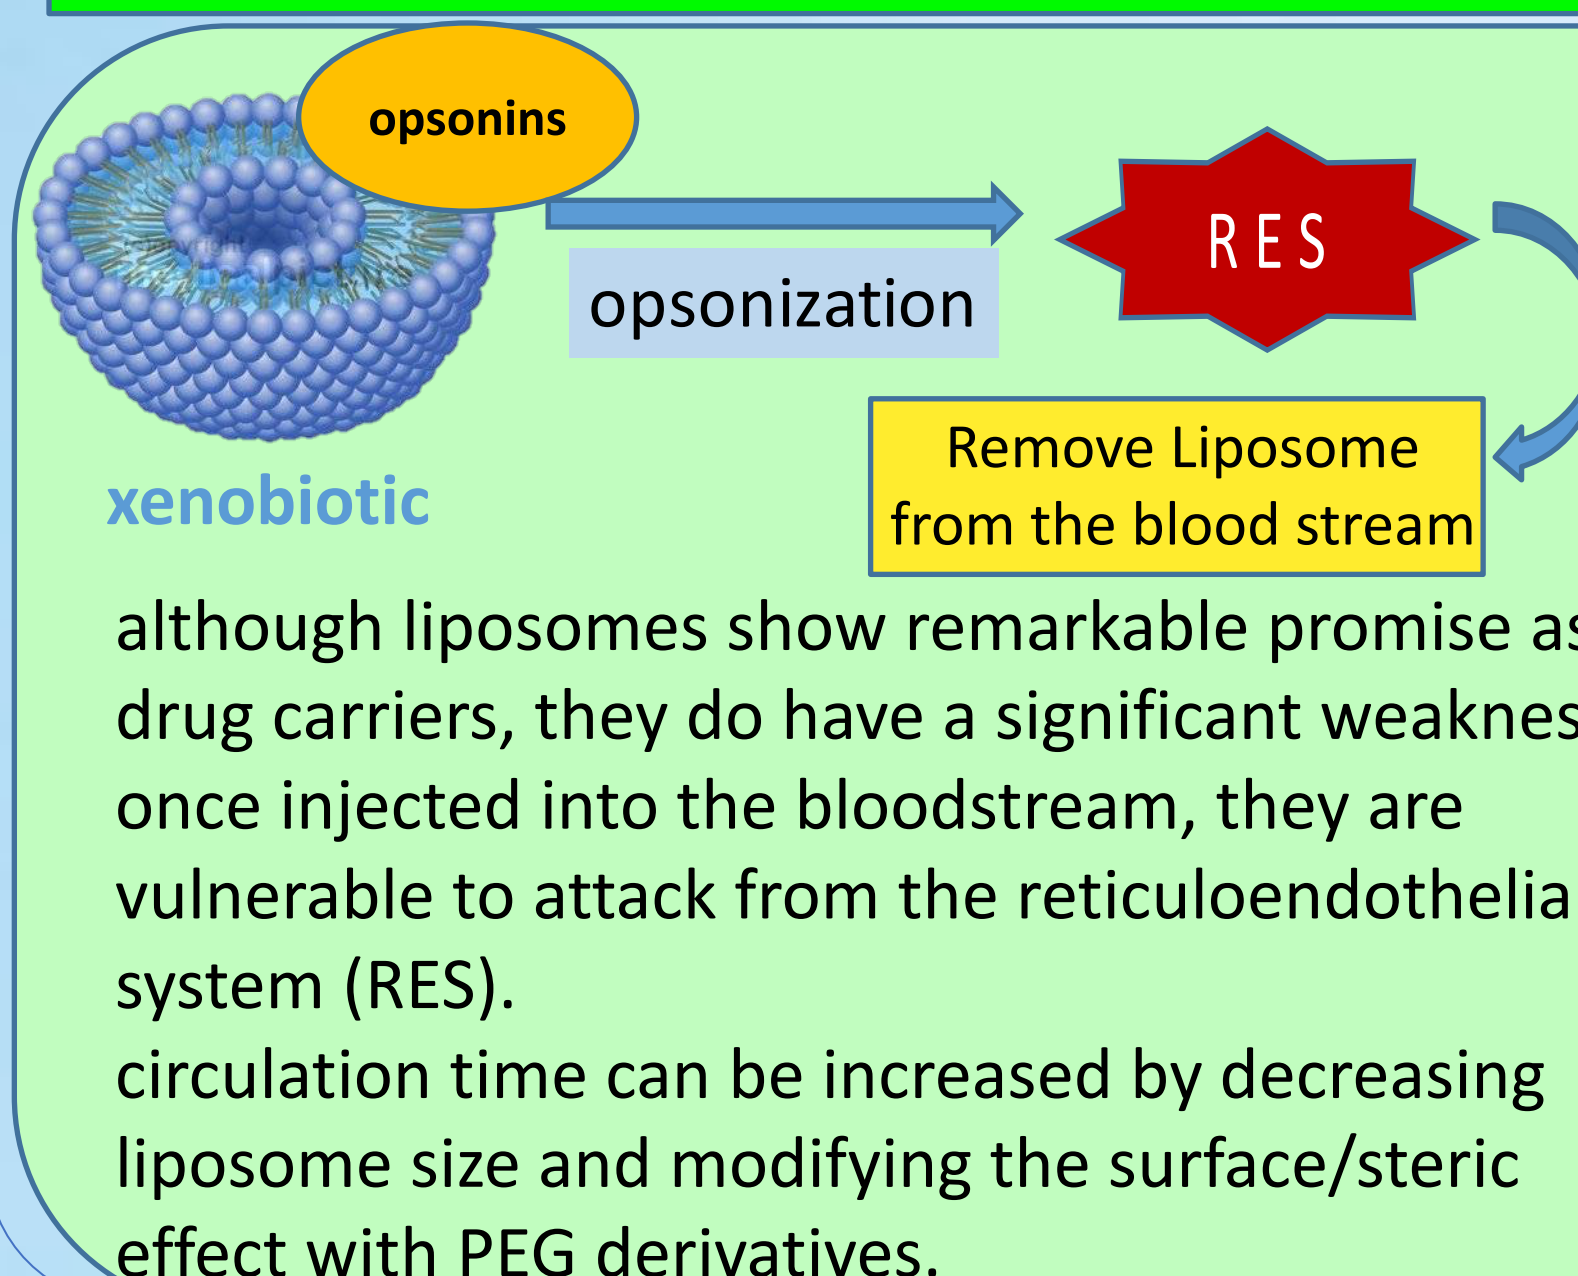 opsonins
RES
opsonization
Remove Liposome
from the blood stream
xenobiotic
although liposomes show remarkable promise as
drug carriers, they do have a significant weaknes
once injected into the bloodstream, they are
vulnerable to attack from the reticuloendothelia
system (RES).
circulation time can be increased by decreasing
liposome size and modifying the surface/steric
effect with PEG derivatives.